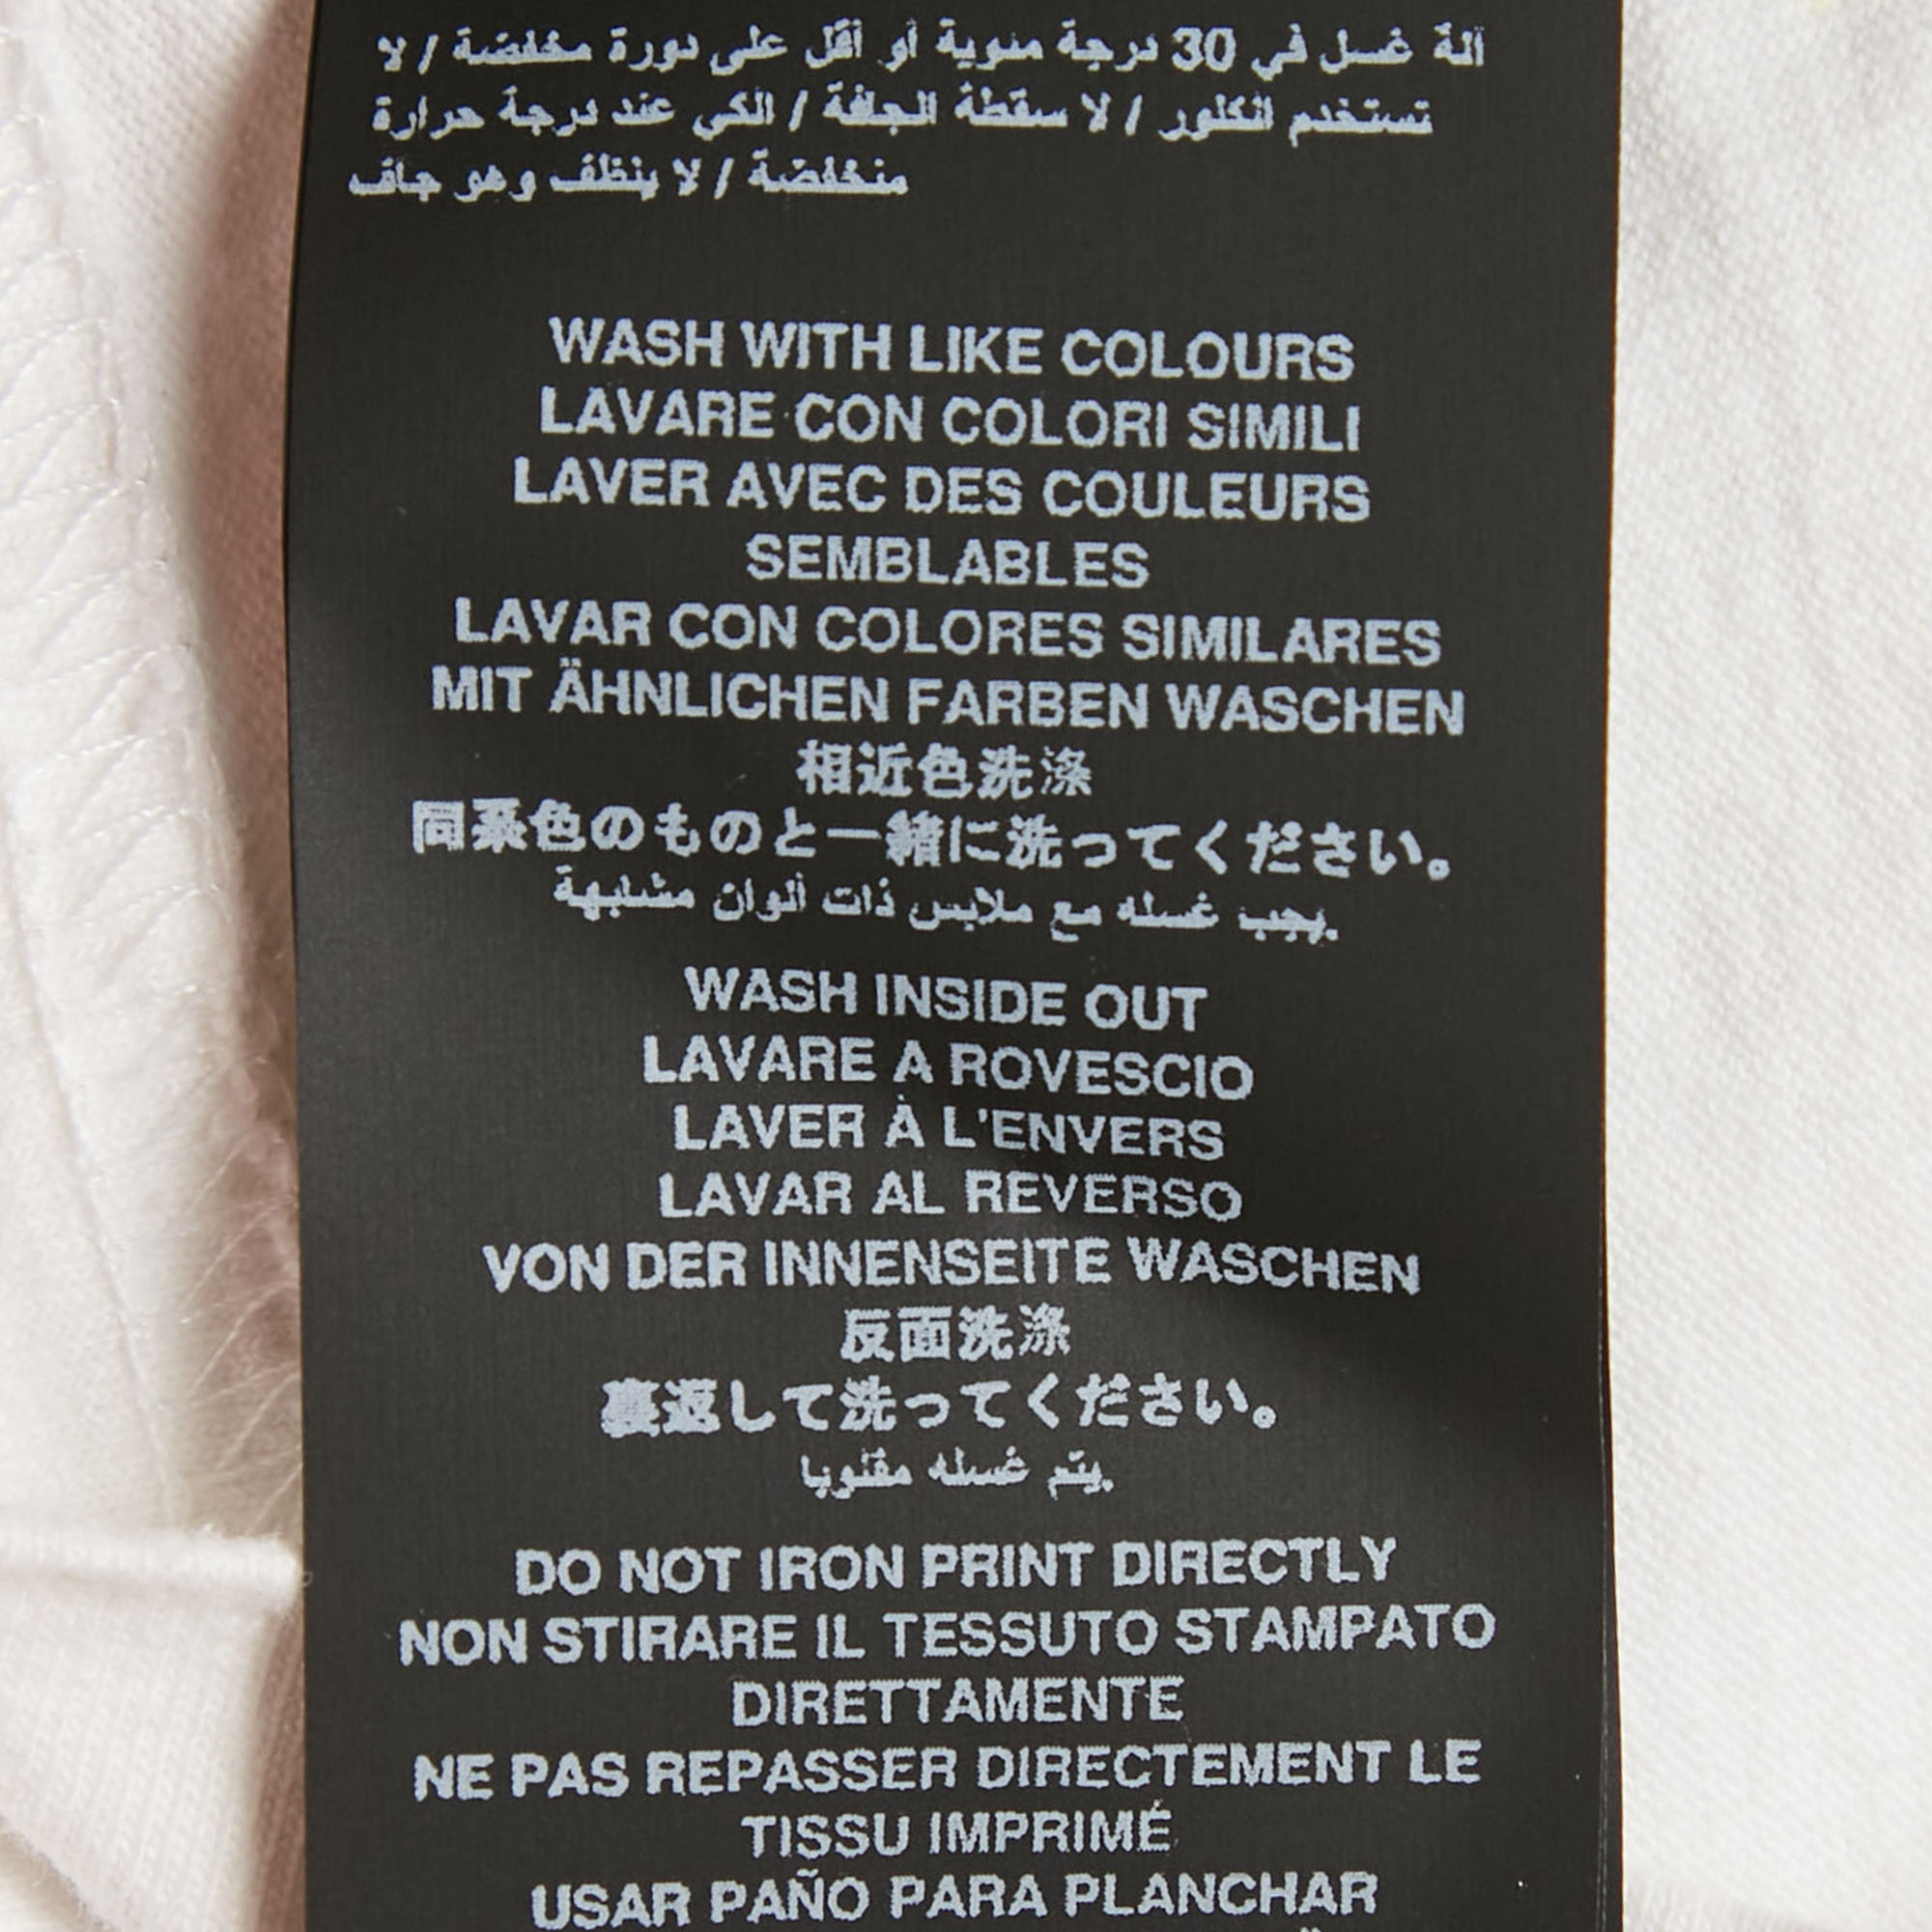 آلة غسل في 30 درجة مئوية أو أقل على دورة مخفضة / لا
تستخدم الكلور / لا سقطة الجافة / الكي عند درجة حرارة
منخفضة / لا ينظف وهو جاف
WASH WITH LIKE COLOURS
LAVARE CON COLORI SIMILI
LAVER AVEC DES COULEURS
SEMBLABLES
LAVAR CON COLORES SIMILARES
MIT ÄHNLICHEN FARBEN WASCHEN
相近色洗涤
同系色のものと一緒に洗ってください。
يجب غسله مع ملابس ذات ألوان مشابهة.
WASH INSIDE OUT
LAVARE A ROVESCIO
LAVER À L'ENVERS
LAVAR AL REVERSO
VON DER INNENSEITE WASCHEN
反面洗涤
裏返して洗ってください。
يتم غسله مقلوبا.
DO NOT IRON PRINT DIRECTLY
NON STIRARE IL TESSUTO STAMPATO
DIRETTAMENTE
NE PAS REPASSER DIRECTEMENT LE
TISSU IMPRIMÉ
USAR PAÑO PARA PLANCHAR